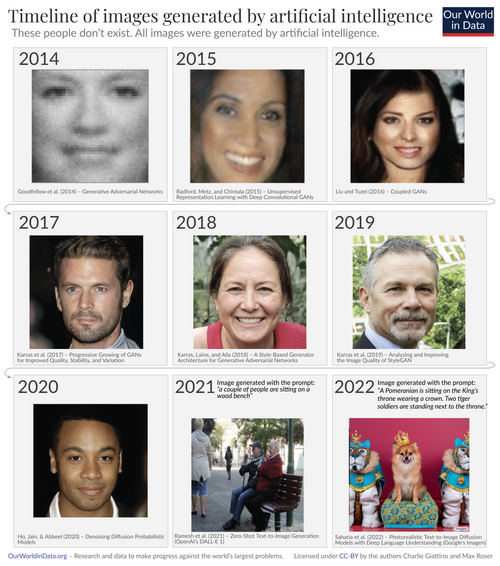 Timeline of images generated by artificial intelligence
These people don't exist. All images were generated by artificial intelligence.
Our World
in Data
2014
Goodfellow et al. (2014) – Generative Adversarial Networks
2015
Radford, Metz, and Chintala (2015) – Unsupervised
Representation Learning with Deep Convolutional GANs
2016
Liu and Tuzel (2016) – Coupled GANs
2017
Karras et al. (2017) – Progressive Growing of GANs
for Improved Quality, Stability, and Variation
2018
Karras, Laine, and Aila (2018) – A Style-Based Generator
Architecture for Generative Adversarial Networks
2019
Karras et al. (2019) – Analyzing and Improving
the Image Quality of StyleGAN
2020
Ho, Jain, & Abbeel (2020) – Denoising Diffusion Probabilistic
Models
2021
Image generated with the prompt:
"a couple of people are sitting on a
wood bench"
Ramesh et al. (2021) – Zero-Shot Text-to-Image Generation
(OpenAI's DALL-E 1)
2022
Image generated with the prompt:
"A Pomeranian is sitting on the King's
throne wearing a crown. Two tiger
soldiers are standing next to the throne."
Saharia et al. (2022) – Photorealistic Text-to-Image Diffusion
Models with Deep Language Understanding (Google's Imagen)
OurWorldinData.org – Research and data to make progress against the world's largest problems.
Licensed under CC-BY by the authors Charlie Giattino and Max Roser